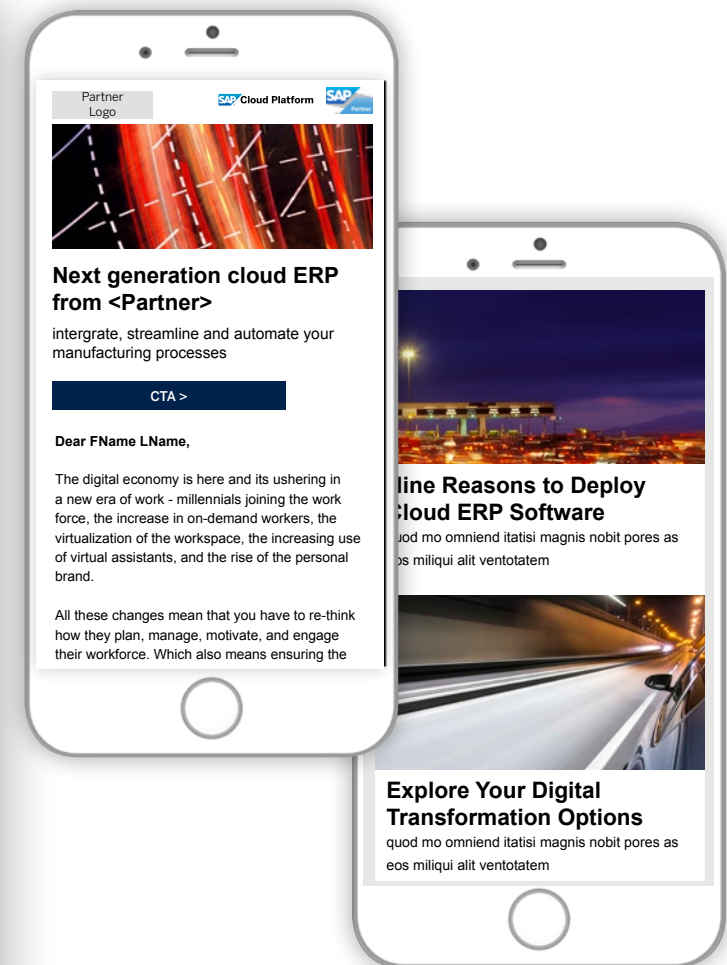 Partner
Logo
SAP Cloud Platform
SAP
Partner
Next generation cloud ERP
from <Partner>
intergrate, streamline and automate your
manufacturing processes
CTA >
Dear FName LName,
The digital economy is here and its ushering in
a new era of work - millennials joining the work
force, the increase in on-demand workers, the
virtualization of the workspace, the increasing use
of virtual assistants, and the rise of the personal
brand.
All these changes mean that you have to re-think
how they plan, manage, motivate, and engage
their workforce. Which also means ensuring the
Nine Reasons to Deploy
Cloud ERP Software
quod mo omniend itatisi magnis nobit pores as
eos miliqui alit ventotatem
Explore Your Digital
Transformation Options
quod mo omniend itatisi magnis nobit pores as
eos miliqui alit ventotatem